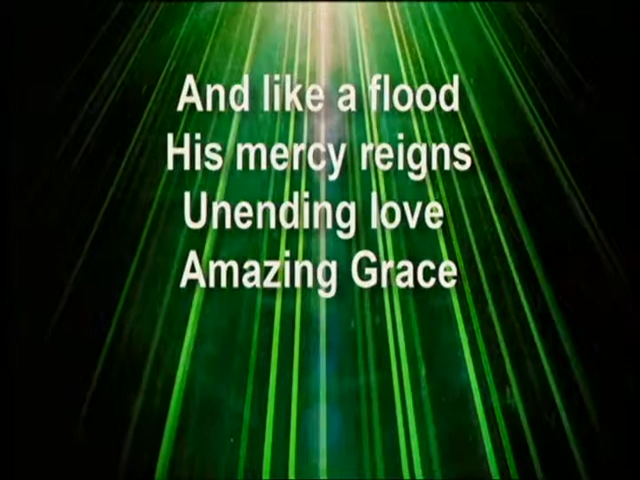 And like a flood
His mercy reigns
Unending love
Amazing Grace